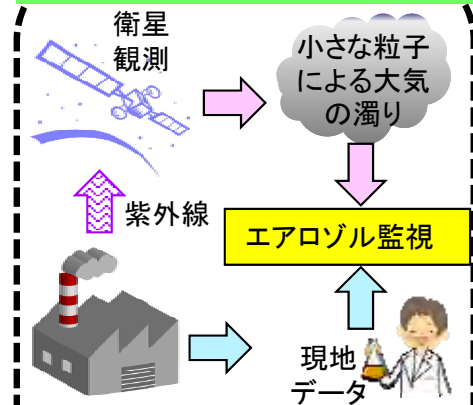 衛星
観測
小さな粒子
による大気
の濁り
紫外線
エアロゾル監視
現地
データ